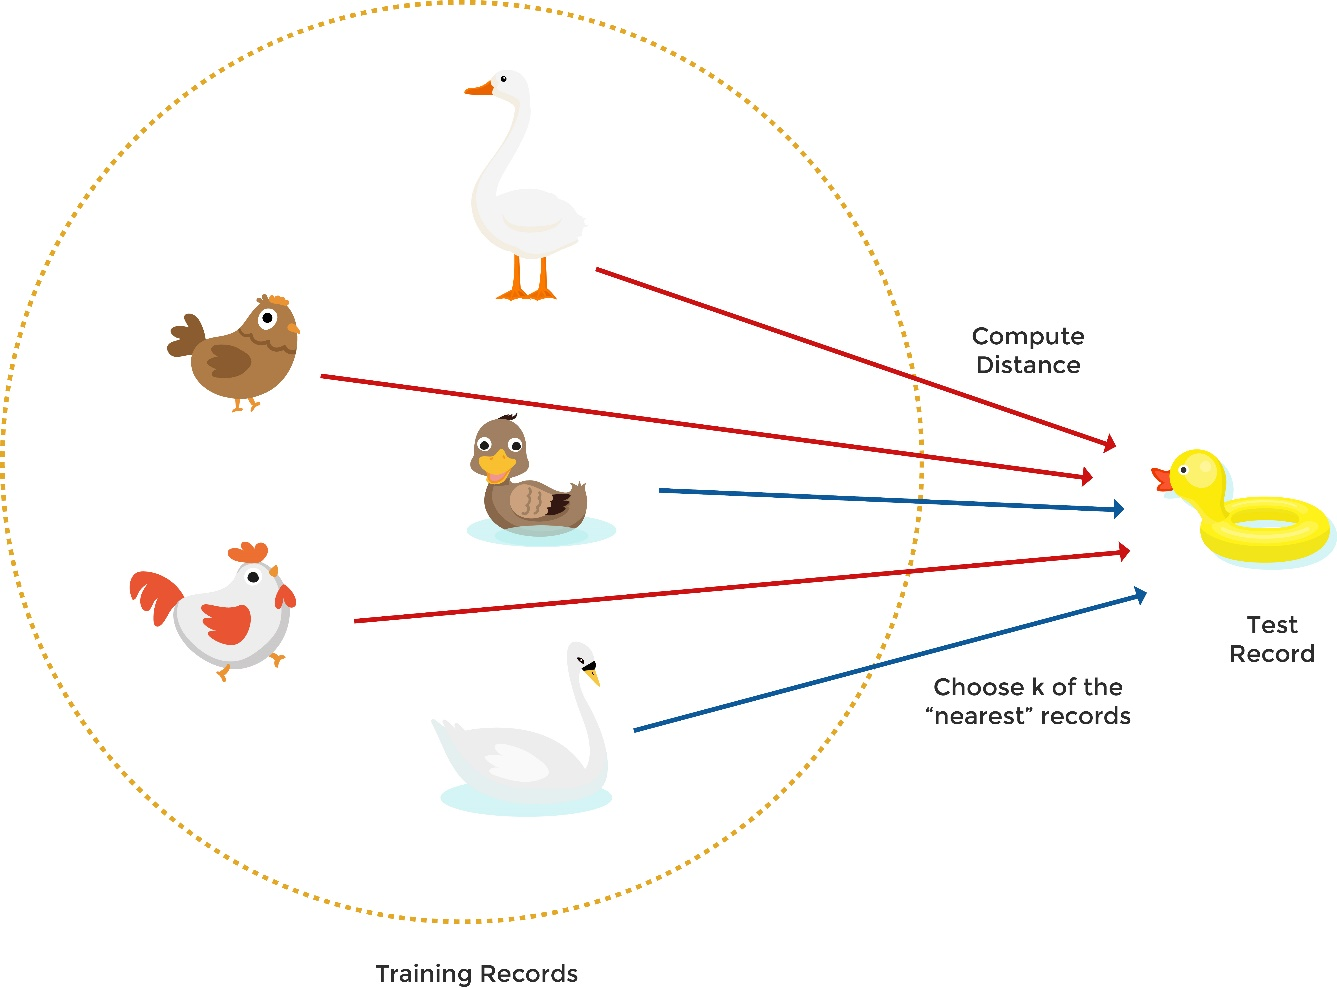 Compute
Distance
Test
Record
Choose k of the
“nearest” records
Training Records